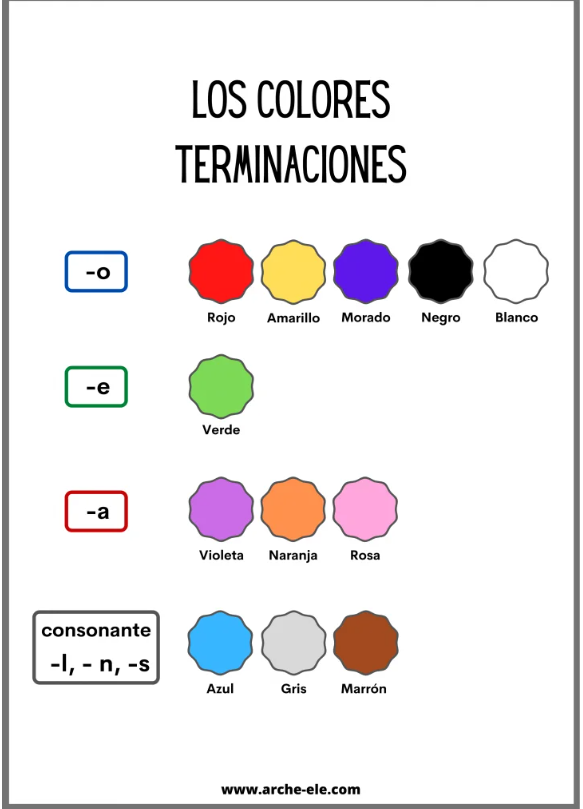 LOS COLORES
TERMINACIONES
-o
Rojo Amarillo Morado Negro Blanco
-e
Verde
-a
Violeta Naranja Rosa
consonante
-l, - n, -s
Azul Gris Marrón
www.arche-ele.com